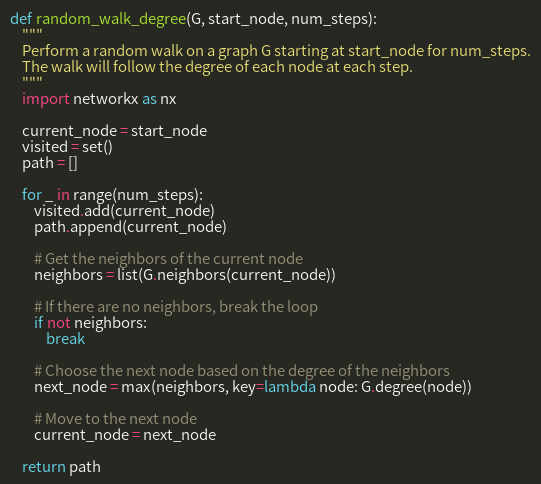 def random_walk_degree(G, start_node, num_steps):
    """
    Perform a random walk on a graph G starting at start_node for num_steps.
    The walk will follow the degree of each node at each step.
    """
    import networkx as nx

    current_node = start_node
    visited = set()
    path = []

    for _ in range(num_steps):
        visited.add(current_node)
        path.append(current_node)

        # Get the neighbors of the current node
        neighbors = list(G.neighbors(current_node))

        # If there are no neighbors, break the loop
        if not neighbors:
            break

        # Choose the next node based on the degree of the neighbors
        next_node = max(neighbors, key=lambda node: G.degree(node))

        # Move to the next node
        current_node = next_node

    return path